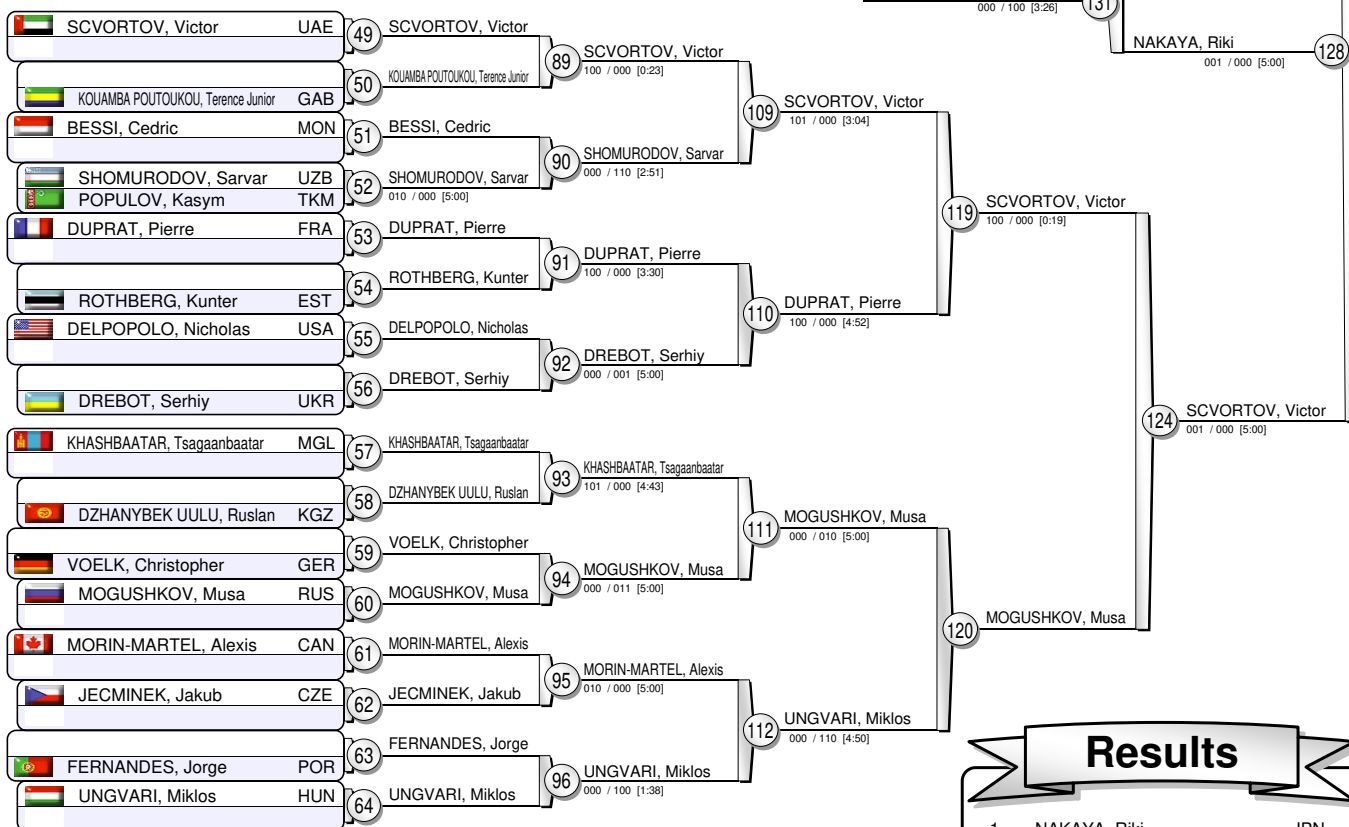 000 / 100 [3:26]
131
NAKAYA, Riki
001 / 000 [5:00]
128
SCVORTOV, Victor UAE
49
SCVORTOV, Victor
50
KOUAMBA POUTOUKOU, Terence Junior
KOUAMBA POUTOUKOU, Terence Junior GAB
89
SCVORTOV, Victor
100 / 000 [0:23]
BESSI, Cedric MON
51
BESSI, Cedric
SHOMURODOV, Sarvar UZB
POPULOV, Kasym TKM
52
SHOMURODOV, Sarvar
010 / 000 [5:00]
90
SHOMURODOV, Sarvar
000 / 110 [2:51]
109
SCVORTOV, Victor
101 / 000 [3:04]
DUPRAT, Pierre FRA
53
DUPRAT, Pierre
54
ROTHBERG, Kunter
ROTHBERG, Kunter EST
91
DUPRAT, Pierre
100 / 000 [3:30]
DELPOPOLO, Nicholas USA
55
DELPOPOLO, Nicholas
56
DREBOT, Serhiy
DREBOT, Serhiy UKR
92
DREBOT, Serhiy
000 / 001 [5:00]
110
DUPRAT, Pierre
100 / 000 [4:52]
119
SCVORTOV, Victor
100 / 000 [0:19]
KHASHBAATAR, Tsagaanbaatar MGL
57
KHASHBAATAR, Tsagaanbaatar
58
DZHANYBEK UULU, Ruslan
DZHANYBEK UULU, Ruslan KGZ
93
KHASHBAATAR, Tsagaanbaatar
101 / 000 [4:43]
59
VOELK, Christopher
VOELK, Christopher GER
MOGUSHKOV, Musa RUS
60
MOGUSHKOV, Musa
94
MOGUSHKOV, Musa
000 / 011 [5:00]
111
MOGUSHKOV, Musa
000 / 010 [5:00]
MORIN-MARTEL, Alexis CAN
61
MORIN-MARTEL, Alexis
JECMINEK, Jakub CZE
62
JECMINEK, Jakub
95
MORIN-MARTEL, Alexis
010 / 000 [5:00]
63
FERNANDES, Jorge
FERNANDES, Jorge POR
UNGVARI, Miklos HUN
64
UNGVARI, Miklos
96
UNGVARI, Miklos
000 / 100 [1:38]
112
UNGVARI, Miklos
000 / 110 [4:50]
120
MOGUSHKOV, Musa
124
SCVORTOV, Victor
001 / 000 [5:00]
Results
1 NAKAYA, Riki JPN